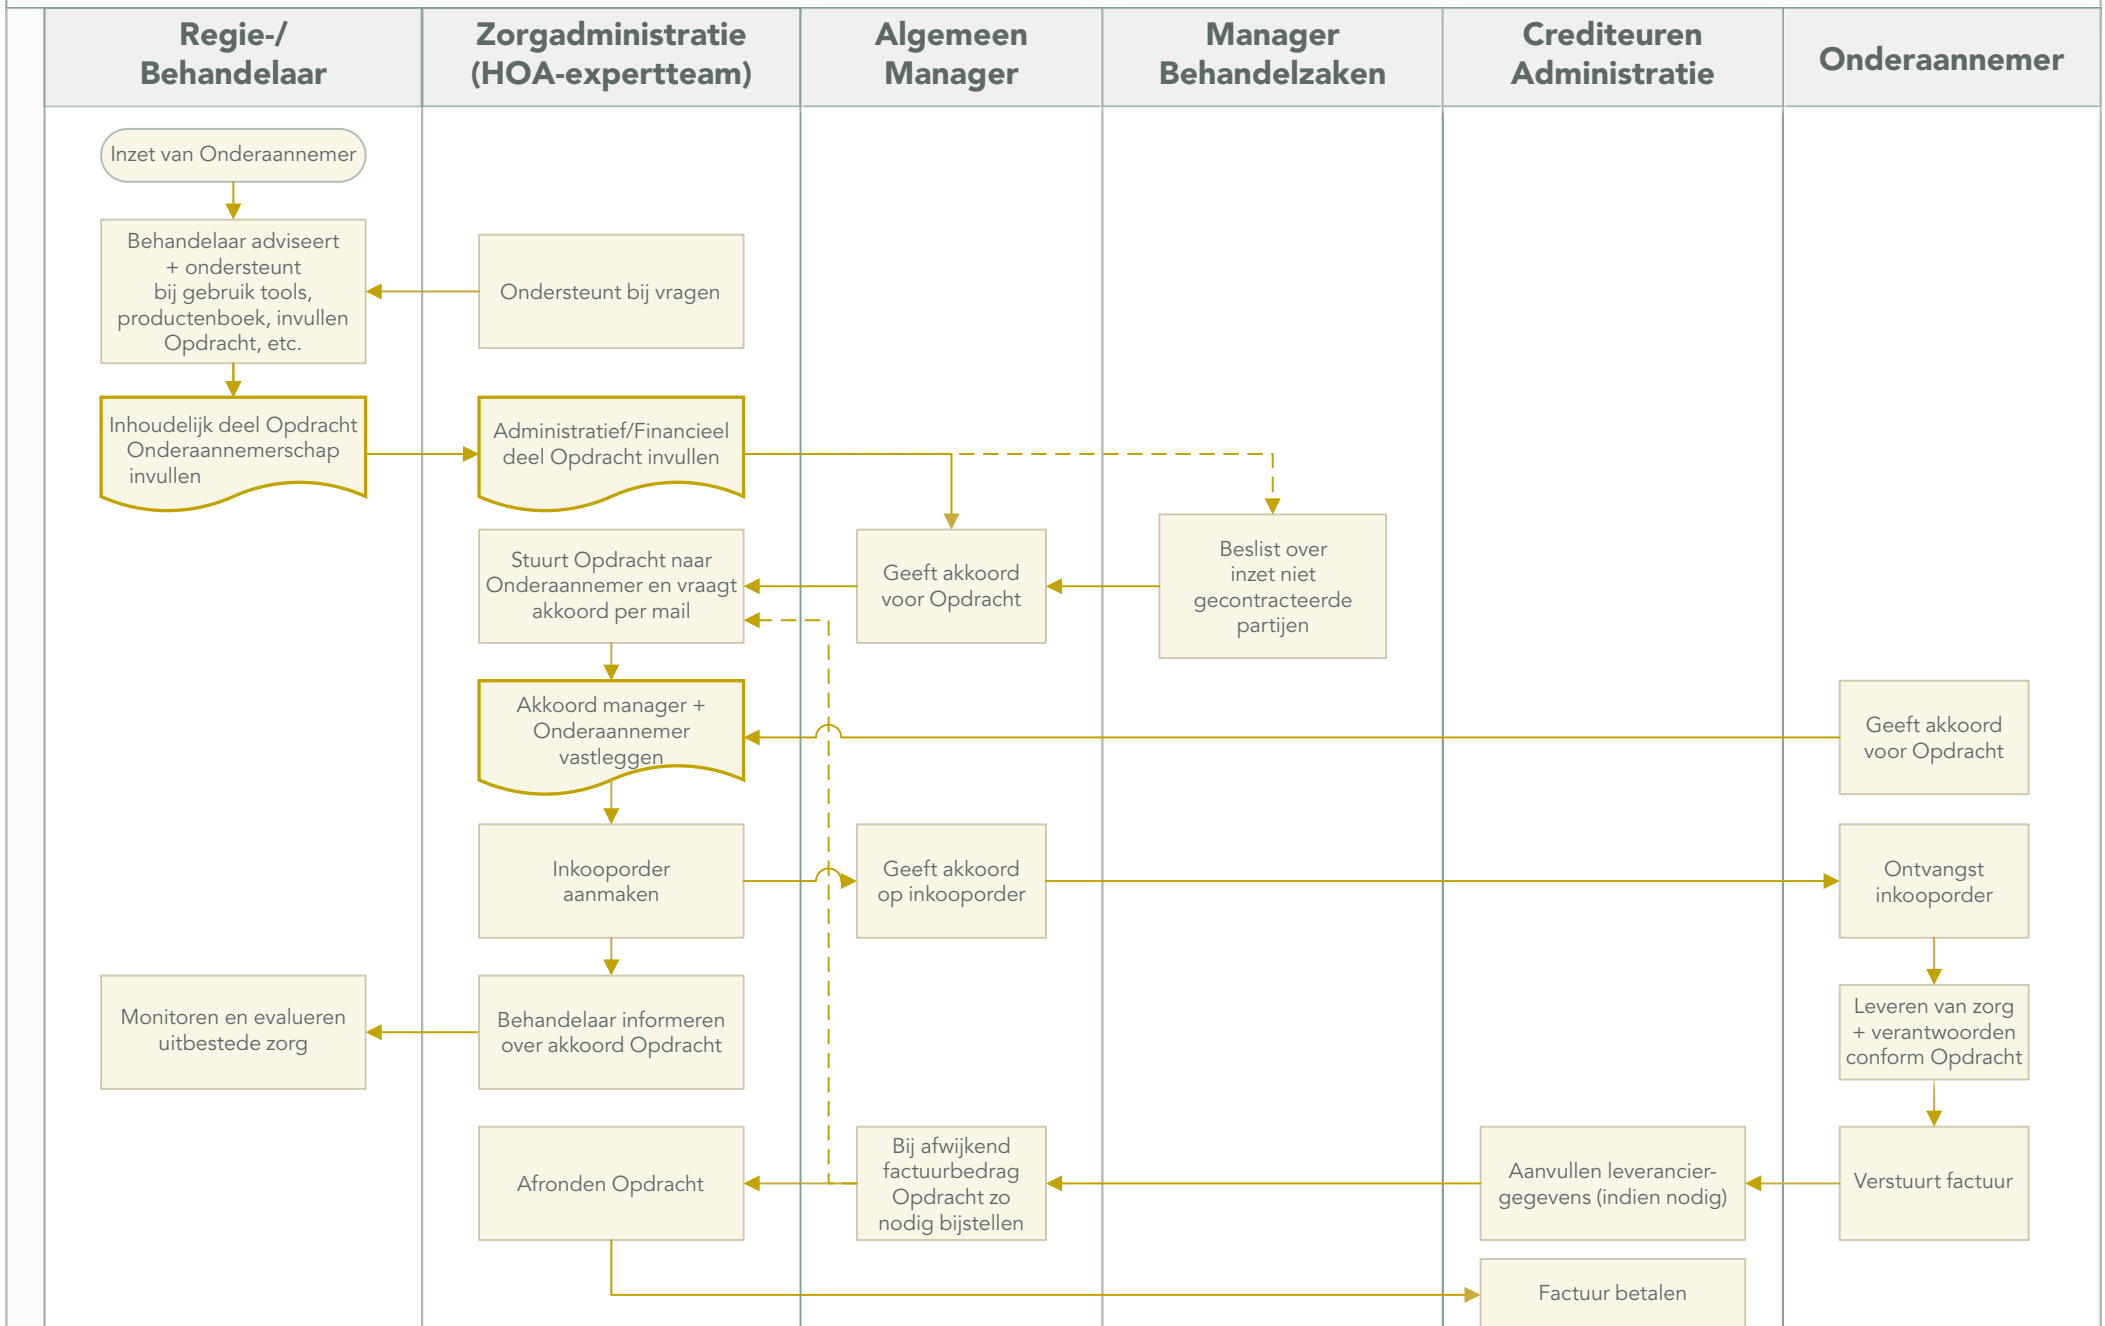 Regie-/
Behandelaar
Zorgadministratie
(HOA-expertteam)
Algemeen
Manager
Manager
Behandelzaken
Crediteuren
Administratie
Onderaannemer
Inzet van Onderaannemer
Behandelaar adviseert
+ ondersteunt
bij gebruik tools,
productenboek, invullen
Opdracht, etc.
Ondersteunt bij vragen
Inhoudelijk deel Opdracht
Onderaannemerschap
invullen
Administratief/Financieel
deel Opdracht invullen
Stuurt Opdracht naar
Onderaannemer en vraagt
akkoord per mail
Geeft akkoord
voor Opdracht
Beslist over
inzet niet
gecontracteerde
partijen
Akkoord manager +
Onderaannemer
vastleggen
Geeft akkoord
voor Opdracht
Inkooporder
aanmaken
Geeft akkoord
op inkooporder
Ontvangst
inkooporder
Monitoren en evalueren
uitbestede zorg
Behandelaar informeren
over akkoord Opdracht
Leveren van zorg
+ verantwoorden
conform Opdracht
Afronden Opdracht
Bij afwijkend
factuurbedrag
Opdracht zo
nodig bijstellen
Aanvullen leverancier-
gegevens (indien nodig)
Verstuurt factuur
Factuur betalen